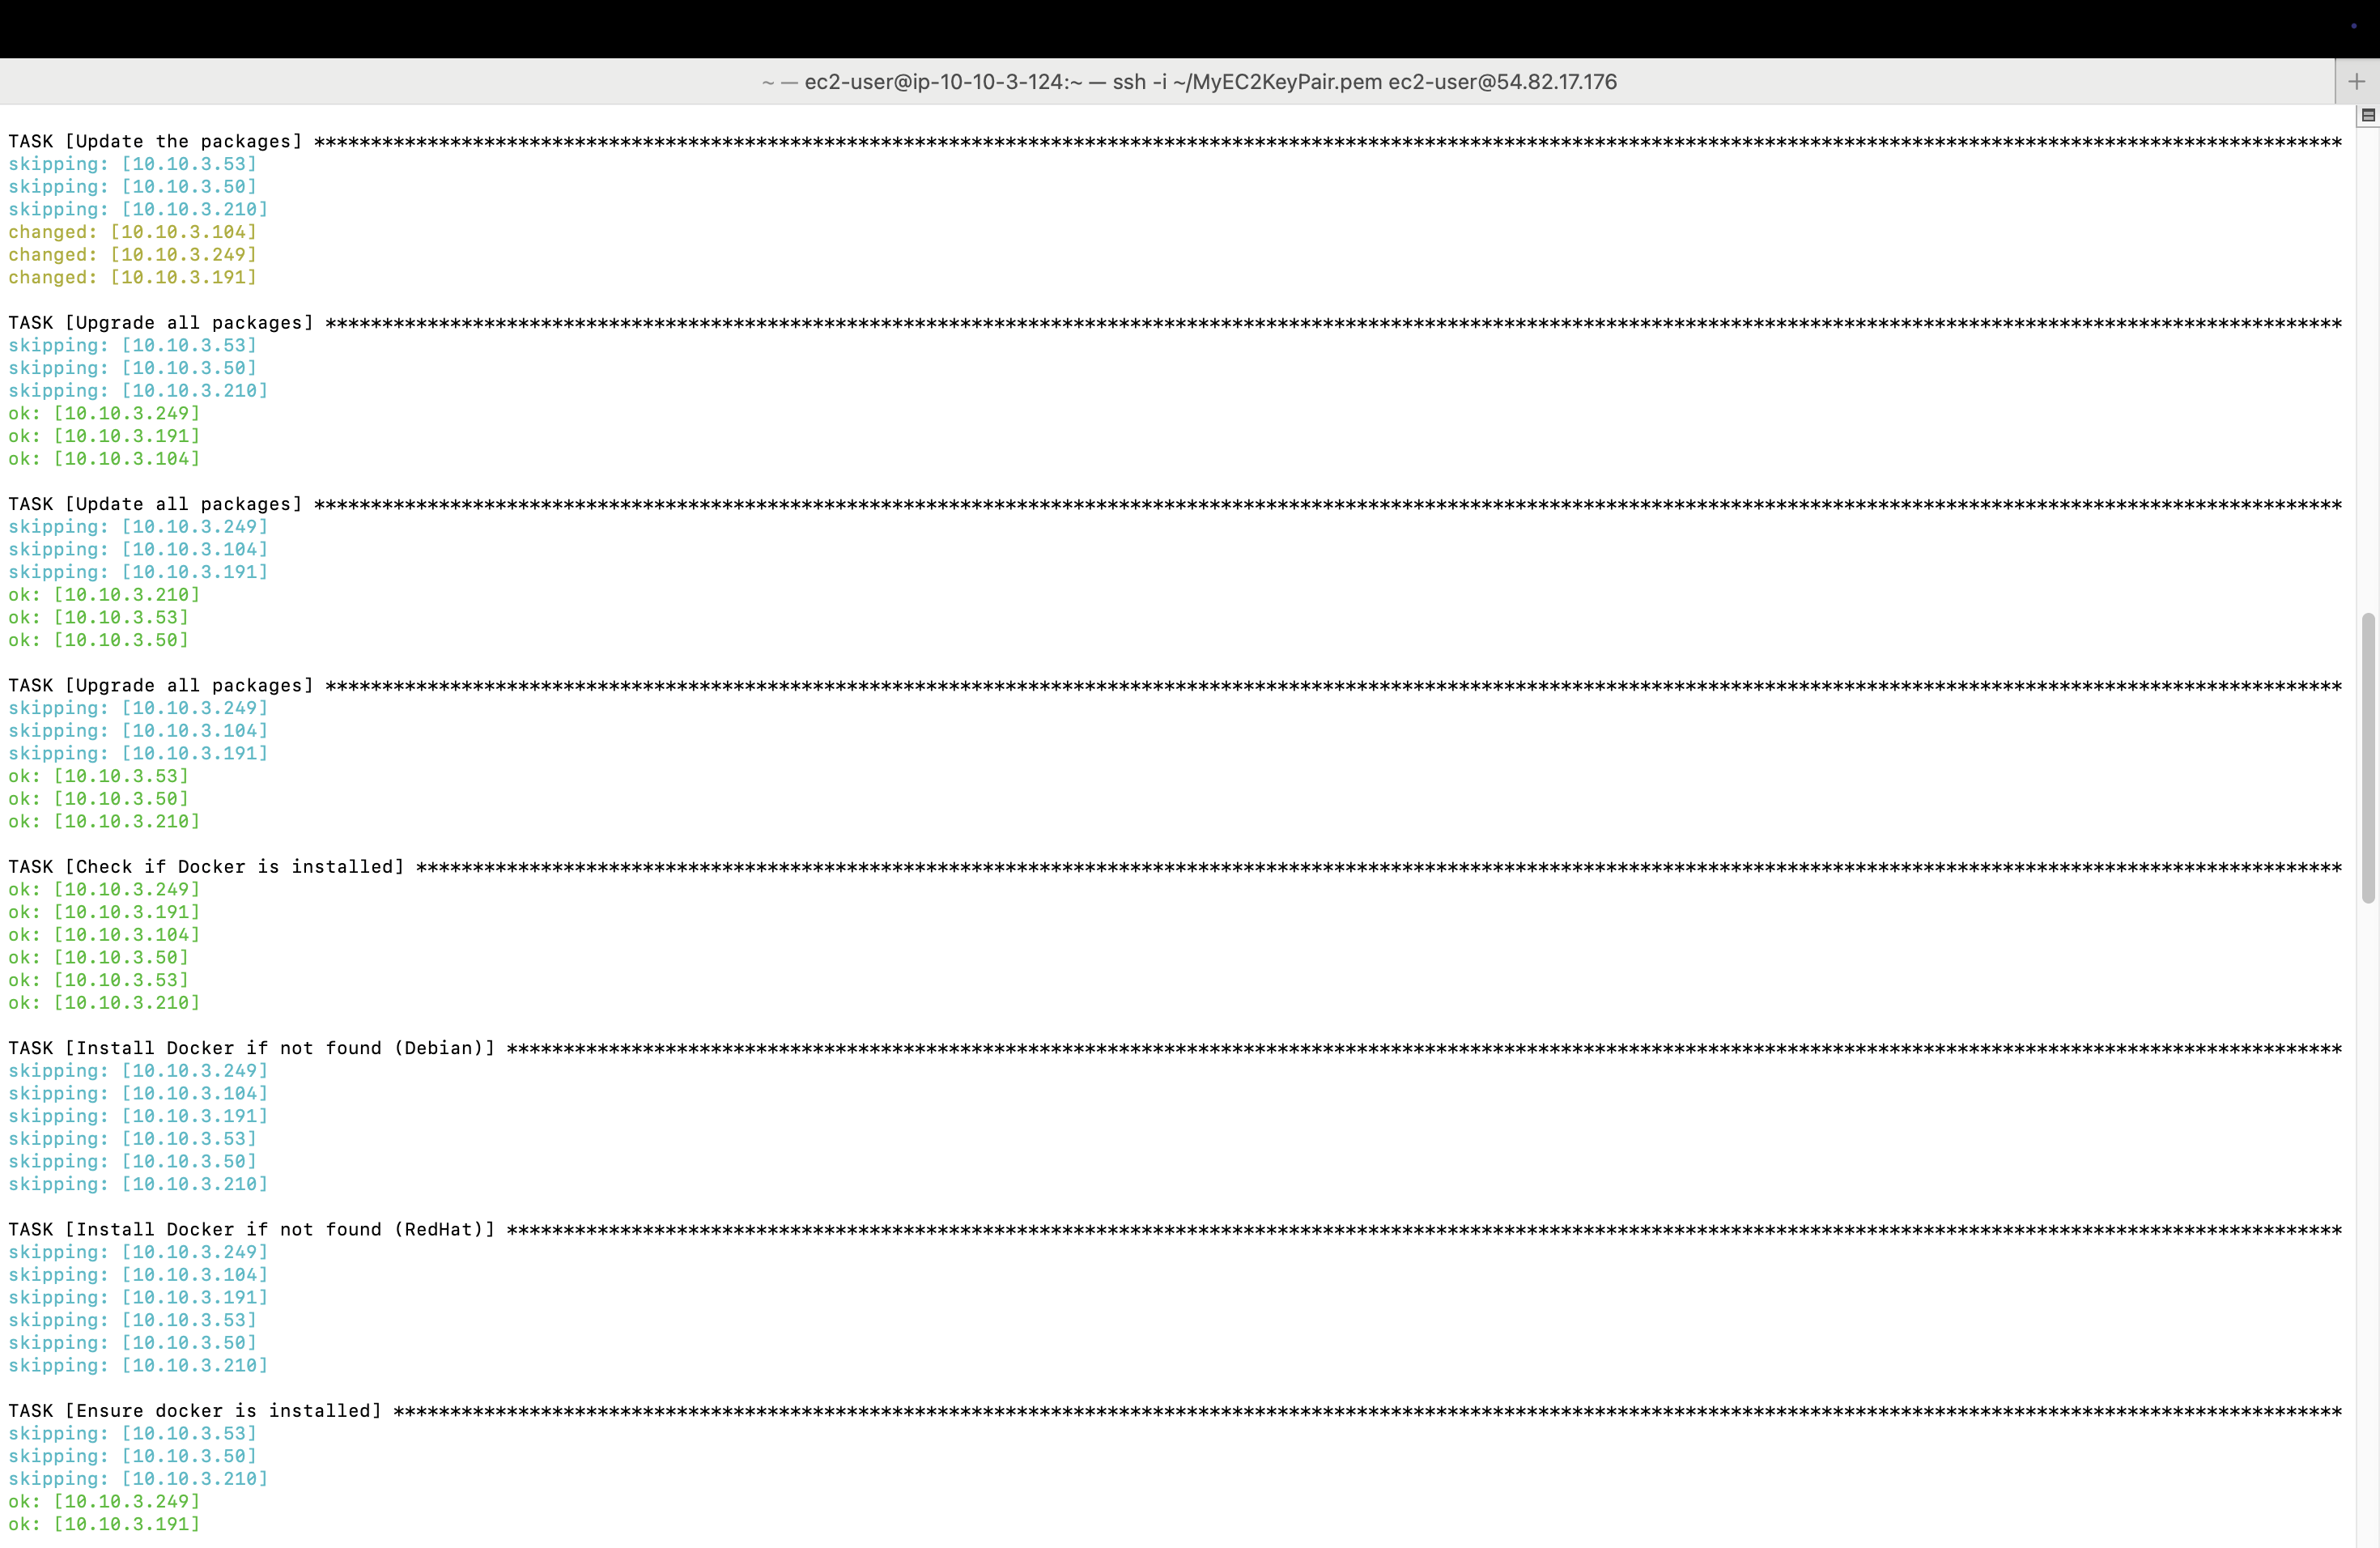 ~ — ec2-user@ip-10-10-3-124:~ — ssh -i ~/MyEC2KeyPair.pem ec2-user@54.82.17.176
TASK [Update the packages] ************************************************************
skipping: [10.10.3.53]
skipping: [10.10.3.50]
skipping: [10.10.3.210]
changed: [10.10.3.104]
changed: [10.10.3.249]
changed: [10.10.3.191]
TASK [Upgrade all packages] ************************************************************
skipping: [10.10.3.53]
skipping: [10.10.3.50]
skipping: [10.10.3.210]
ok: [10.10.3.249]
ok: [10.10.3.191]
ok: [10.10.3.104]
TASK [Update all packages] ************************************************************
skipping: [10.10.3.249]
skipping: [10.10.3.104]
skipping: [10.10.3.191]
ok: [10.10.3.210]
ok: [10.10.3.53]
ok: [10.10.3.50]
TASK [Upgrade all packages] ************************************************************
skipping: [10.10.3.249]
skipping: [10.10.3.104]
skipping: [10.10.3.191]
ok: [10.10.3.53]
ok: [10.10.3.50]
ok: [10.10.3.210]
TASK [Check if Docker is installed] ************************************************************
ok: [10.10.3.249]
ok: [10.10.3.191]
ok: [10.10.3.104]
ok: [10.10.3.50]
ok: [10.10.3.53]
ok: [10.10.3.210]
TASK [Install Docker if not found (Debian)] ************************************************************
skipping: [10.10.3.249]
skipping: [10.10.3.104]
skipping: [10.10.3.191]
skipping: [10.10.3.53]
skipping: [10.10.3.50]
skipping: [10.10.3.210]
TASK [Install Docker if not found (RedHat)] ************************************************************
skipping: [10.10.3.249]
skipping: [10.10.3.104]
skipping: [10.10.3.191]
skipping: [10.10.3.53]
skipping: [10.10.3.50]
skipping: [10.10.3.210]
TASK [Ensure docker is installed] ************************************************************
skipping: [10.10.3.53]
skipping: [10.10.3.50]
skipping: [10.10.3.210]
ok: [10.10.3.249]
ok: [10.10.3.191]